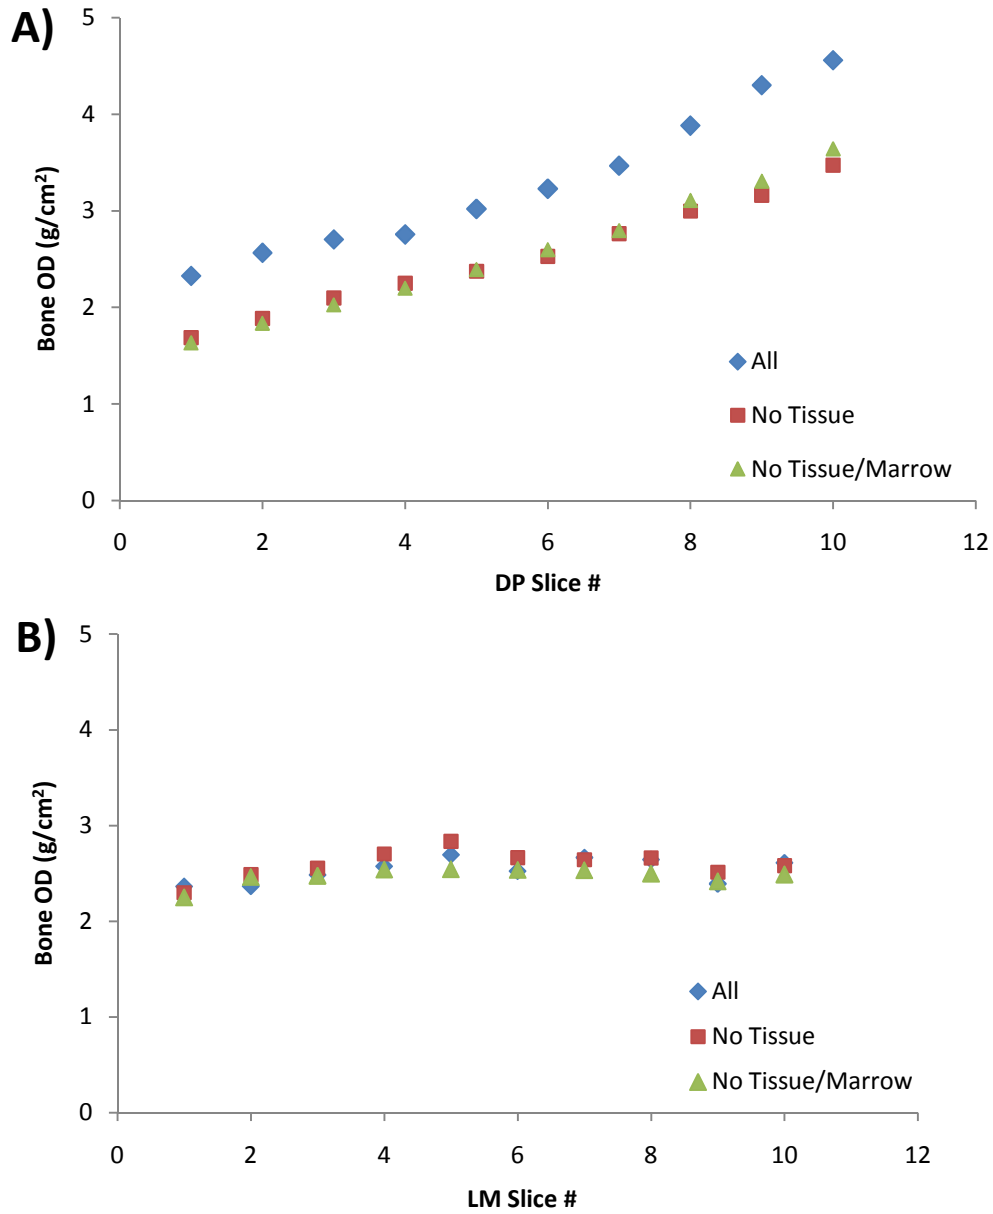 A)
5
4
3
2
1
0
Bone OD (g/cm²)
All
No Tissue
No Tissue/Marrow
0 2 4 6 8 10 12
DP Slice #
B)
5
4
3
2
1
0
Bone OD (g/cm²)
All
No Tissue
No Tissue/Marrow
0 2 4 6 8 10 12
LM Slice #